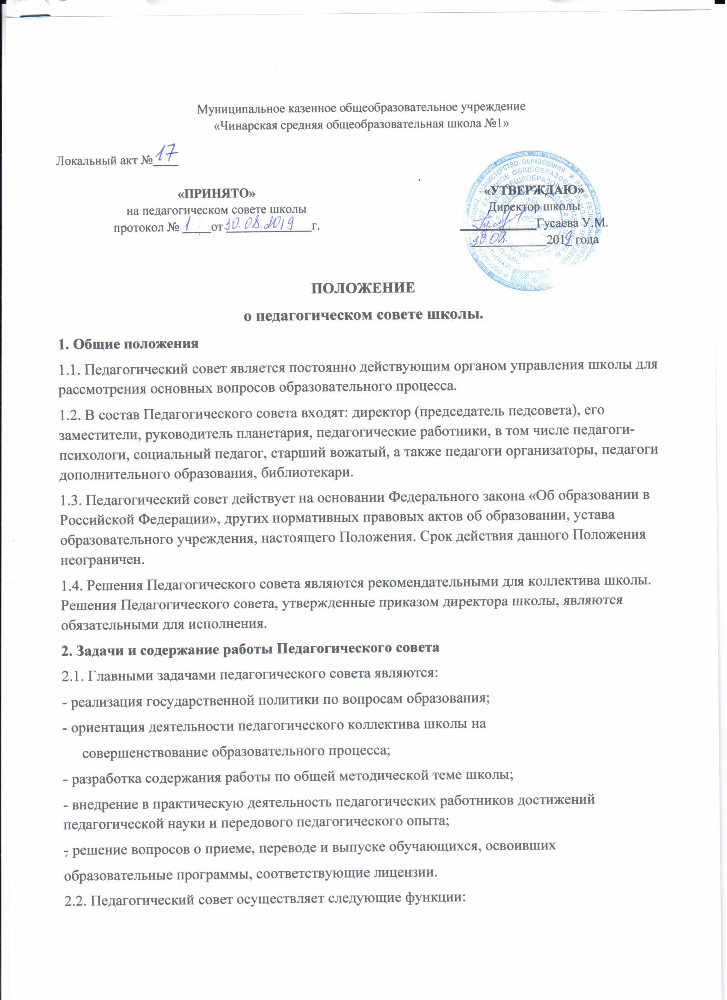 Муниципальное казенное общеобразовательное учреждение
«Чинарская средняя общеобразовательная школа №1»
Локальный акт № 17
«ПРИНЯТО»
на педагогическом совете школы
протокол № 1 от 30.08.2019 г.
«УТВЕРЖДАЮ»
Директор школы
Гусаева У.М.
30.08. 2019 года
ПОЛОЖЕНИЕ
о педагогическом совете школы.
1. Общие положения
1.1. Педагогический совет является постоянно действующим органом управления школы для
рассмотрения основных вопросов образовательного процесса.
1.2. В состав Педагогического совета входят: директор (председатель педсовета), его
заместители, руководитель планетария, педагогические работники, в том числе педагоги-
психологи, социальный педагог, старший вожатый, а также педагоги организаторы, педагоги
дополнительного образования, библиотекари.
1.3. Педагогический совет действует на основании Федерального закона «Об образовании в
Российской Федерации», других нормативных правовых актов об образовании, устава
образовательного учреждения, настоящего Положения. Срок действия данного Положения
неограничен.
1.4. Решения Педагогического совета являются рекомендательными для коллектива школы.
Решения Педагогического совета, утвержденные приказом директора школы, являются
обязательными для исполнения.
2. Задачи и содержание работы Педагогического совета
2.1. Главными задачами педагогического совета являются:
- реализация государственной политики по вопросам образования;
- ориентация деятельности педагогического коллектива школы на
совершенствование образовательного процесса;
- разработка содержания работы по общей методической теме школы;
- внедрение в практическую деятельность педагогических работников достижений
педагогической науки и передового педагогического опыта;
- решение вопросов о приеме, переводе и выпуске обучающихся, освоивших
образовательные программы, соответствующие лицензии.
2.2. Педагогический совет осуществляет следующие функции: